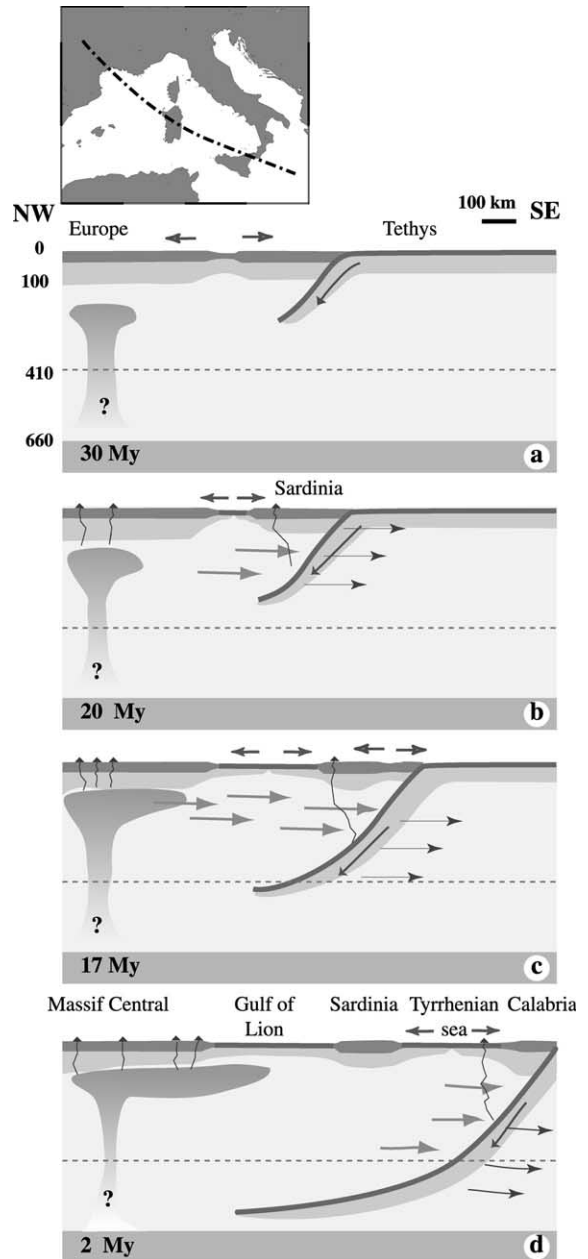 100 km
NW SE
Europe Tethys
0
100
410
?
660
30 My a
Sardinia
?
20 My b
?
17 My c
Massif Central Gulf of Lion Sardinia Tyrrhenian sea Calabria
?
2 My d